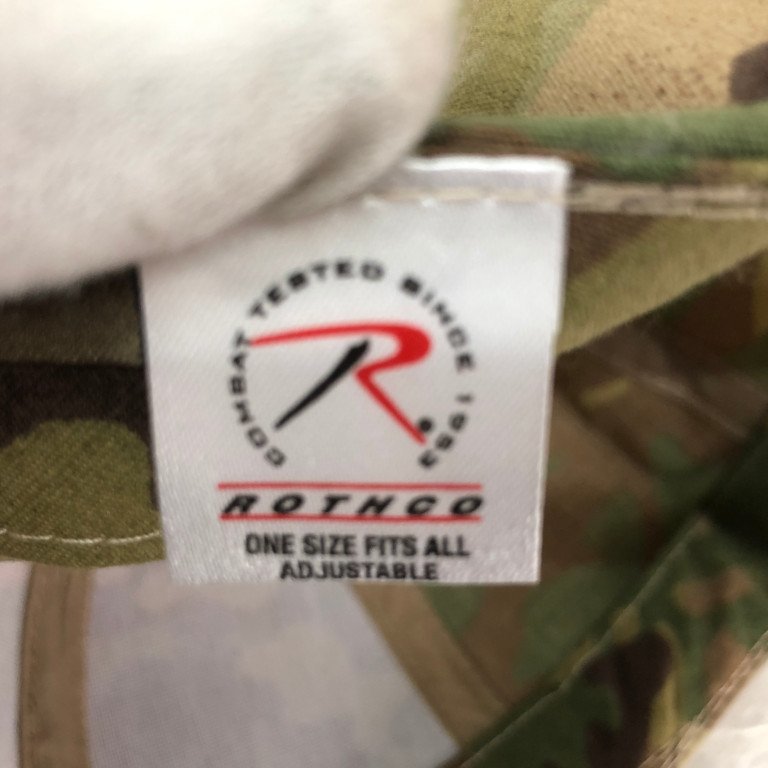 COMBAT TESTED SINCE 1953
R
ROTHCO
ONE SIZE FITS ALL
ADJUSTABLE